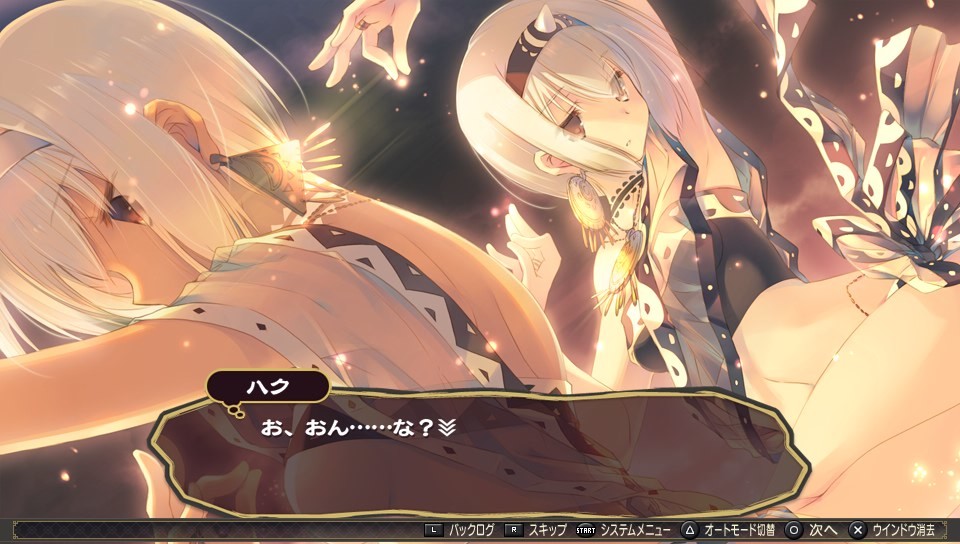 ハク
お、おん……な？
L バックログ R スキップ START システムメニュー △ オートモード切替 ○ 次へ × ウインドウ消去